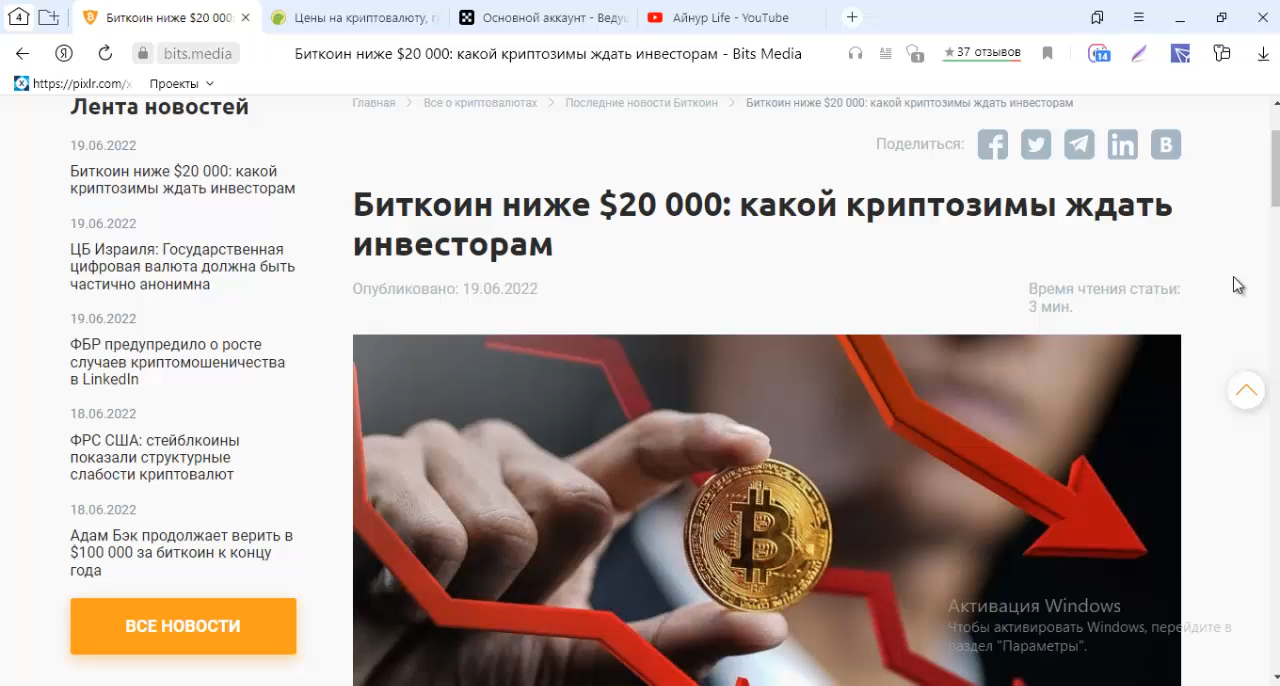 4
Биткоин ниже $20 000:
Цены на криптовалюту, г
Основной аккаунт - Веду
Айнур Life - YouTube
Я
bits.media
Биткоин ниже $20 000: какой криптозимы ждать инвесторам - Bits Media
1
★ 37 отзывов
14
https://pixlr.com/x
Проекты
Лента новостей
19.06.2022
Биткоин ниже $20 000: какой
криптозимы ждать инвесторам
19.06.2022
ЦБ Израиля: Государственная
цифровая валюта должна быть
частично анонимна
19.06.2022
ФБР предупредило о росте
случаев криптомошеничества
в LinkedIn
18.06.2022
ФРС США: стейблкоины
показали структурные
слабости криптовалют
18.06.2022
Адам Бэк продолжает верить в
$100 000 за биткоин к концу
года
ВСЕ НОВОСТИ
Главная
Все о криптовалютах
Последние новости Биткоин
Биткоин ниже $20 000: какой криптозимы ждать инвесторам
Поделиться:
Биткоин ниже $20 000: какой криптозимы ждать
инвесторам
Опубликовано: 19.06.2022
Время чтения статьи:
3 мин.
Активация Windows
Чтобы активировать Windows, перейдите в
раздел "Параметры".